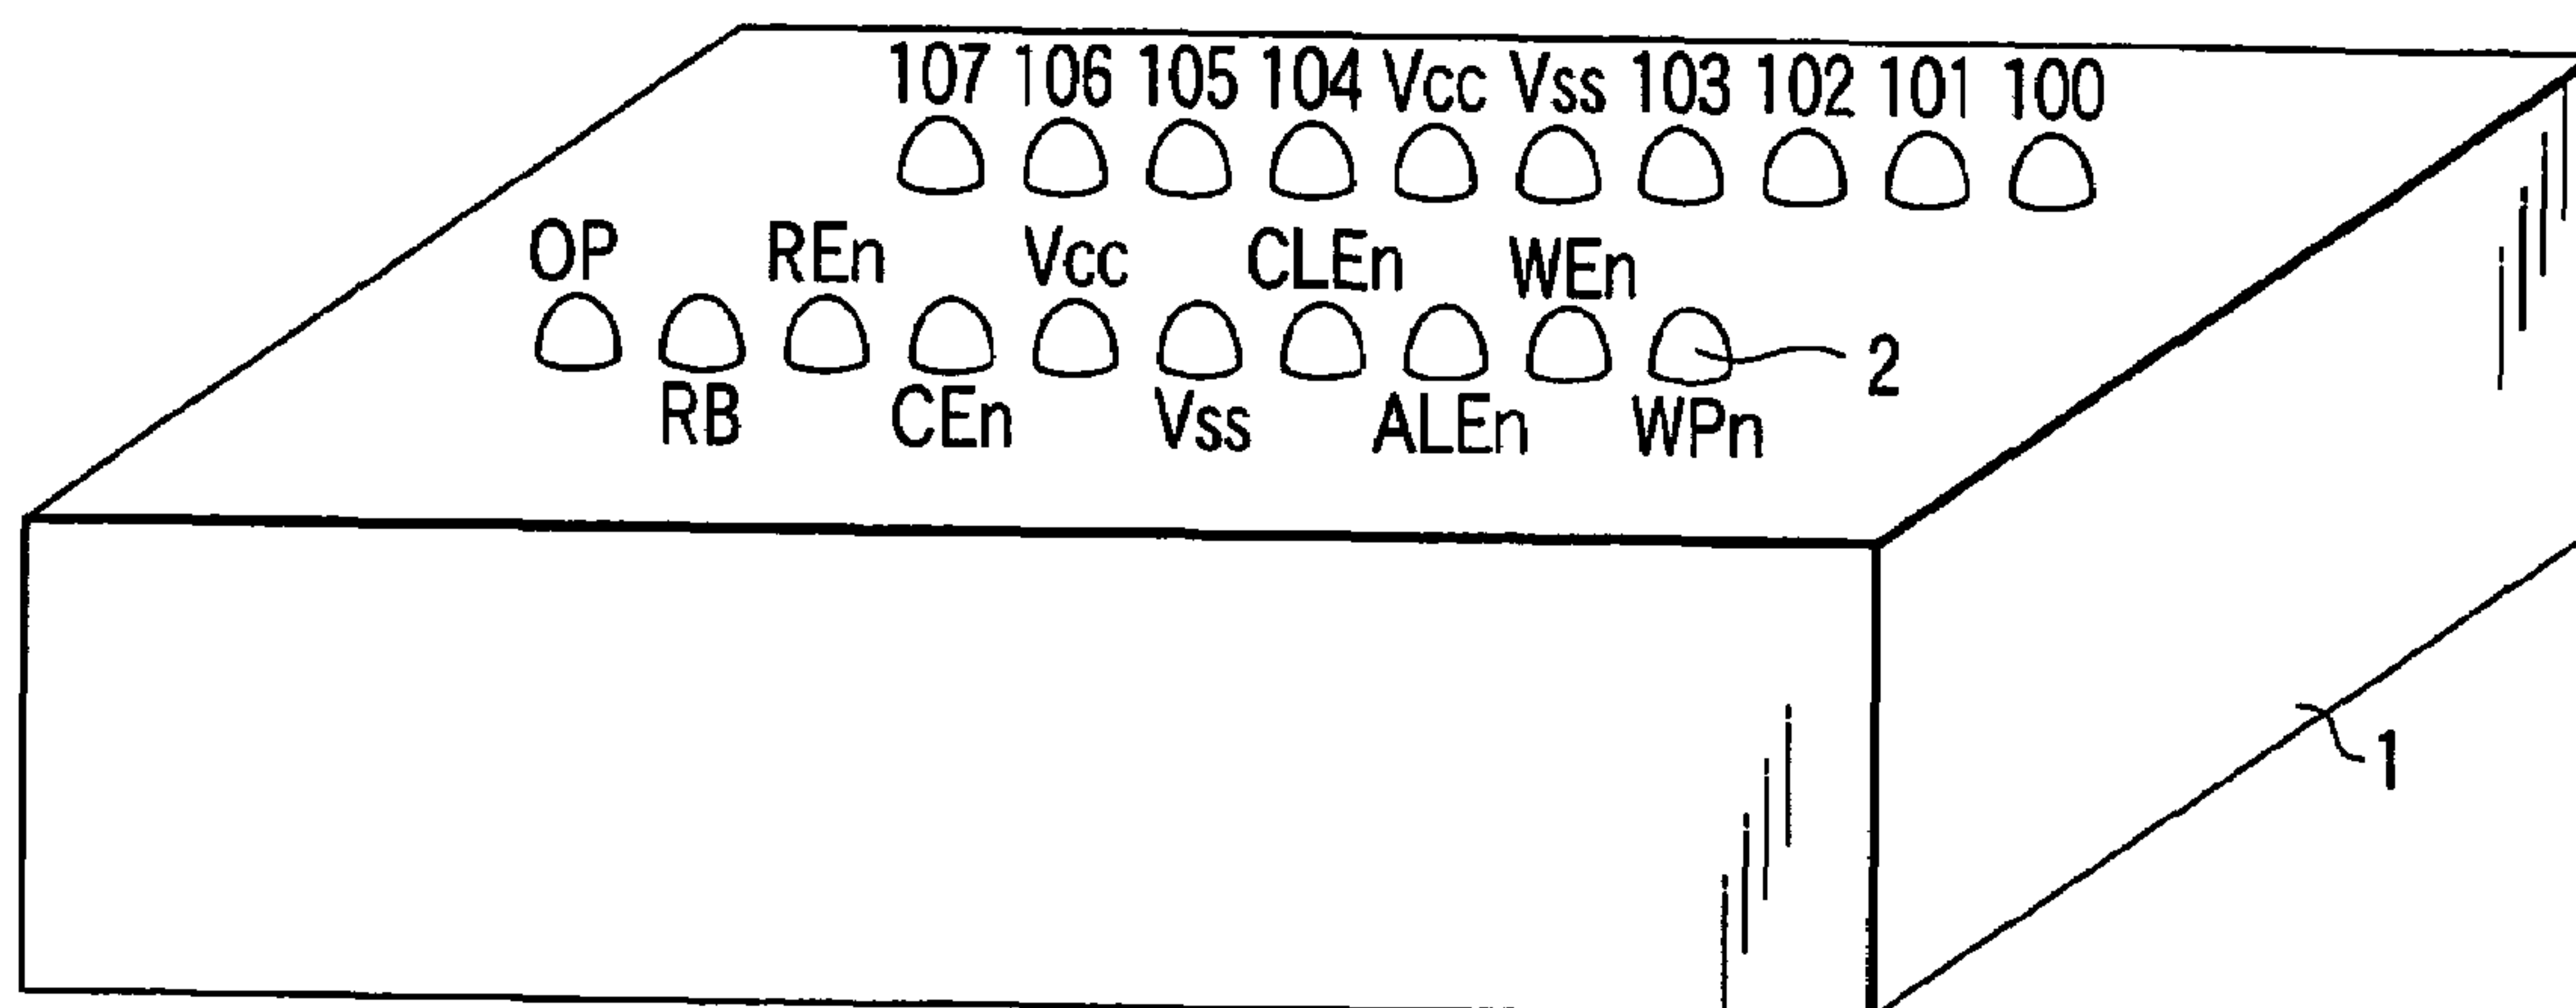 107 106 105 104 Vcc Vss 103 102 101 100
OP REn Vcc CLEn WEn
2
RB CEn Vss ALEn WPn
1